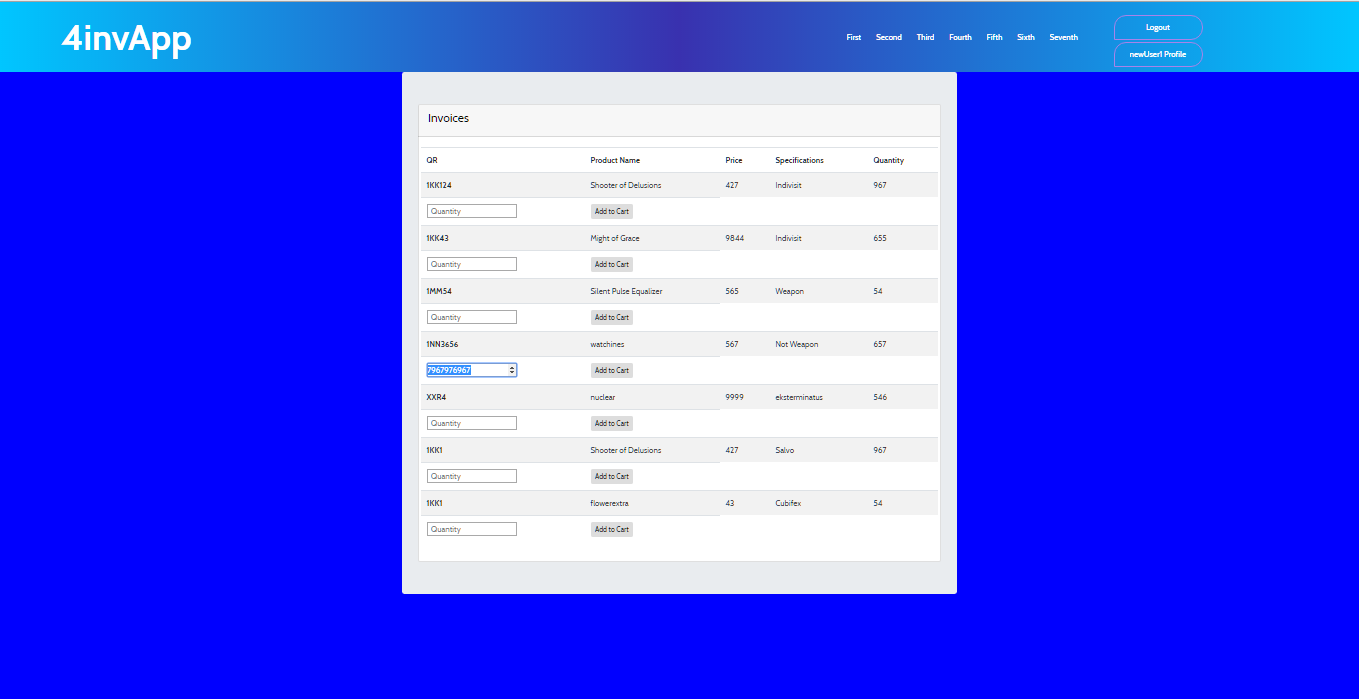 4invApp
First Second Third Fourth Fifth Sixth Seventh
Logout
newUser1 Profile
Invoices
QR Product Name Price Specifications Quantity
1KK124 Shooter of Delusions 427 Indivisit 967
Quantity Add to Cart
1KK43 Might of Grace 9844 Indivisit 655
Quantity Add to Cart
1MM54 Silent Pulse Equalizer 565 Weapon 54
Quantity Add to Cart
1NN3656 watchines 567 Not Weapon 657
7967976967 Add to Cart
XXR4 nuclear 9999 eksterminatus 546
Quantity Add to Cart
1KK1 Shooter of Delusions 427 Salvo 967
Quantity Add to Cart
1KK1 flowerextra 43 Cubifex 54
Quantity Add to Cart